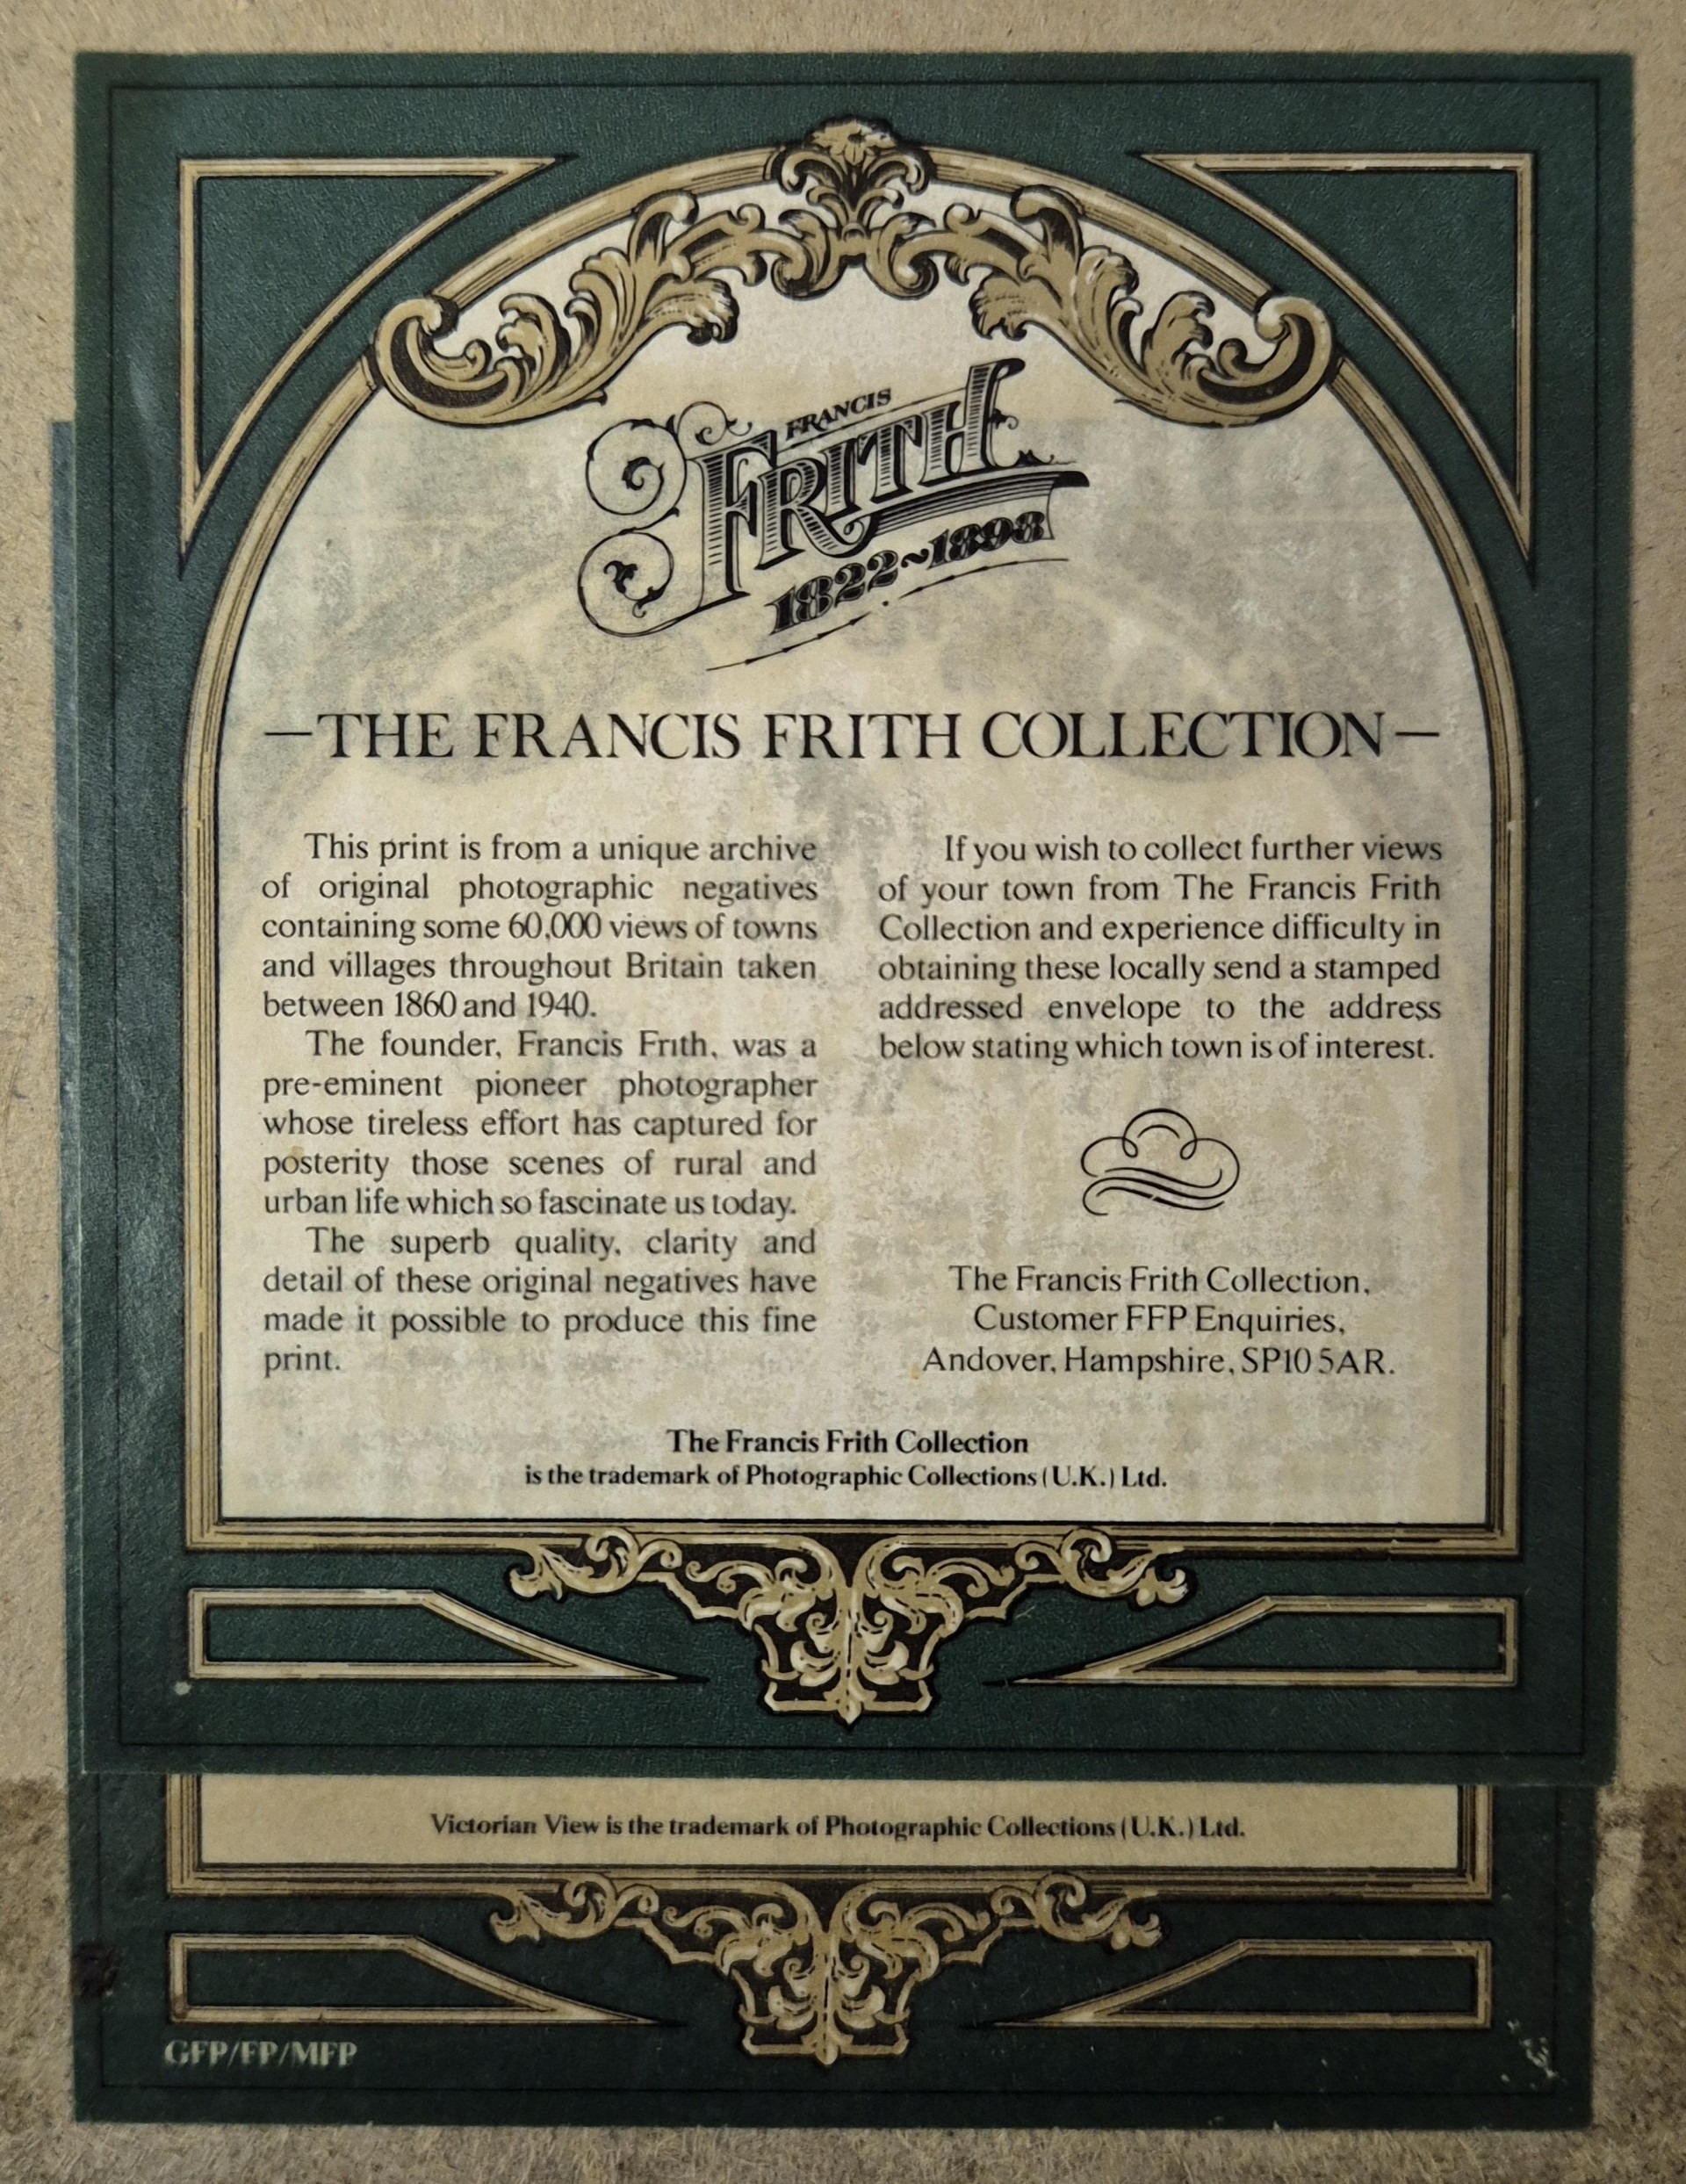 FRANCIS
FRITH
1822~1898
—THE FRANCIS FRITH COLLECTION—
This print is from a unique archive
of original photographic negatives
containing some 60,000 views of towns
and villages throughout Britain taken
between 1860 and 1940.
The founder, Francis Frith, was a
pre-eminent pioneer photographer
whose tireless effort has captured for
posterity those scenes of rural and
urban life which so fascinate us today.
The superb quality, clarity and
detail of these original negatives have
made it possible to produce this fine
print.
If you wish to collect further views
of your town from The Francis Frith
Collection and experience difficulty in
obtaining these locally send a stamped
addressed envelope to the address
below stating which town is of interest.
The Francis Frith Collection,
Customer FFP Enquiries,
Andover, Hampshire, SP10 5AR.
The Francis Frith Collection
is the trademark of Photographic Collections (U.K.) Ltd.
Victorian View is the trademark of Photographic Collections (U.K.) Ltd.
GFP/FP/MFP